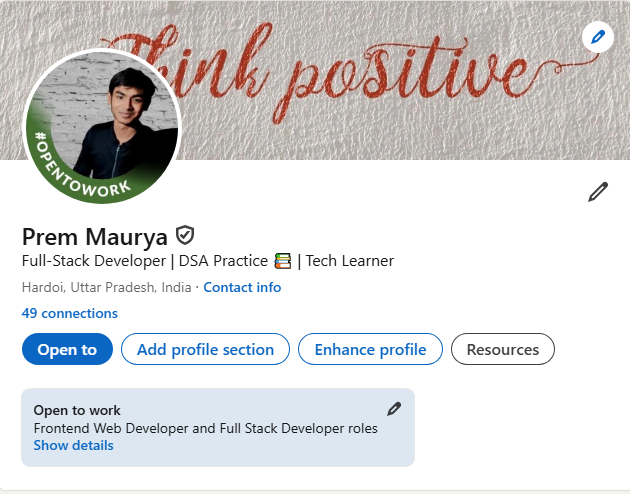 Think positive
#OPENTOWORK
Prem Maurya
Full-Stack Developer | DSA Practice 📚 | Tech Learner
Hardoi, Uttar Pradesh, India · Contact info
49 connections
Open to
Add profile section
Enhance profile
Resources
Open to work
Frontend Web Developer and Full Stack Developer roles
Show details